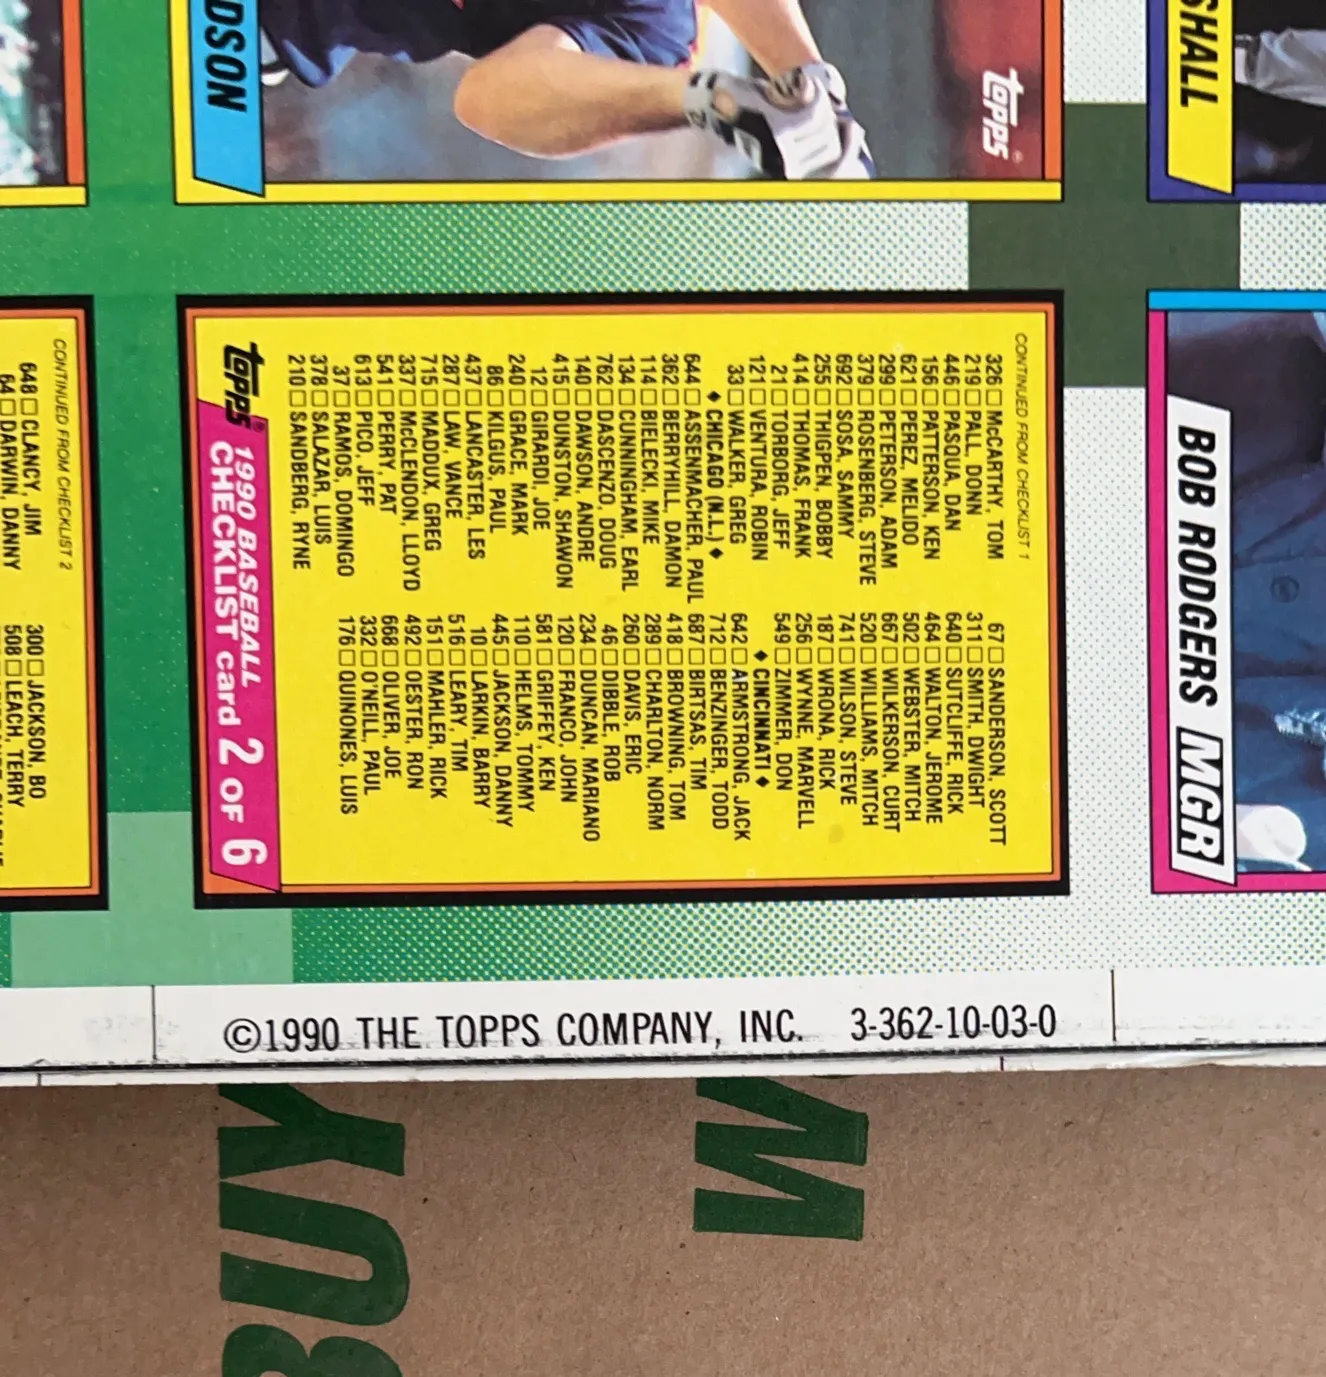 DSON
topps
SHALL
BOB RODGERS MGR
CONTINUED FROM CHECKLIST 1
326 McCARTHY, TOM
219 PALL, DONN
446 PASQUA, DAN
156 PATTERSON, KEN
621 PEREZ, MELIDO
299 PETERSON, ADAM
379 ROSENBERG, STEVE
692 SOSA, SAMMY
255 THIGPEN, BOBBY
414 THOMAS, FRANK
21 TORBORG, JEFF
121 VENTURA, ROBIN
33 WALKER, GREG
♦ CHICAGO (N.L.) ♦
644 ASSENMACHER, PAUL
362 BERRYHILL, DAMON
114 BIELECKI, MIKE
134 CUNNINGHAM, EARL
762 DASCENZO, DOUG
140 DAWSON, ANDRE
415 DUNSTON, SHAWON
12 GIRARDI, JOE
240 GRACE, MARK
86 KILGUS, PAUL
437 LANCASTER, LES
287 LAW, VANCE
715 MADDUX, GREG
337 McCLENDON, LLOYD
541 PERRY, PAT
613 PICO, JEFF
37 RAMOS, DOMINGO
378 SALAZAR, LUIS
210 SANDBERG, RYNE
67 SANDERSON, SCOTT
311 SMITH, DWIGHT
640 SUTCLIFFE, RICK
464 WALTON, JEROME
502 WEBSTER, MITCH
667 WILKERSON, CURT
520 WILLIAMS, MITCH
741 WILSON, STEVE
187 WRONA, RICK
256 WYNNE, MARVELL
549 ZIMMER, DON
♦ CINCINNATI ♦
642 ARMSTRONG, JACK
712 BENZINGER, TODD
687 BIRTSAS, TIM
418 BROWNING, TOM
289 CHARLTON, NORM
260 DAVIS, ERIC
46 DIBBLE, ROB
234 DUNCAN, MARIANO
120 FRANCO, JOHN
581 GRIFFEY, KEN
110 HELMS, TOMMY
445 JACKSON, DANNY
10 LARKIN, BARRY
516 LEARY, TIM
151 MAHLER, RICK
492 OESTER, RON
668 OLIVER, JOE
332 O'NEILL, PAUL
176 QUINONES, LUIS
topps 1990 BASEBALL
CHECKLIST card 2 OF 6
CONTINUED FROM CHECKLIST 2
648 CLANCY, JIM
64 DARWIN, DANNY
300 JACKSON, BO
508 LEACH, TERRY
©1990 THE TOPPS COMPANY, INC. 3-362-10-03-0
BUY